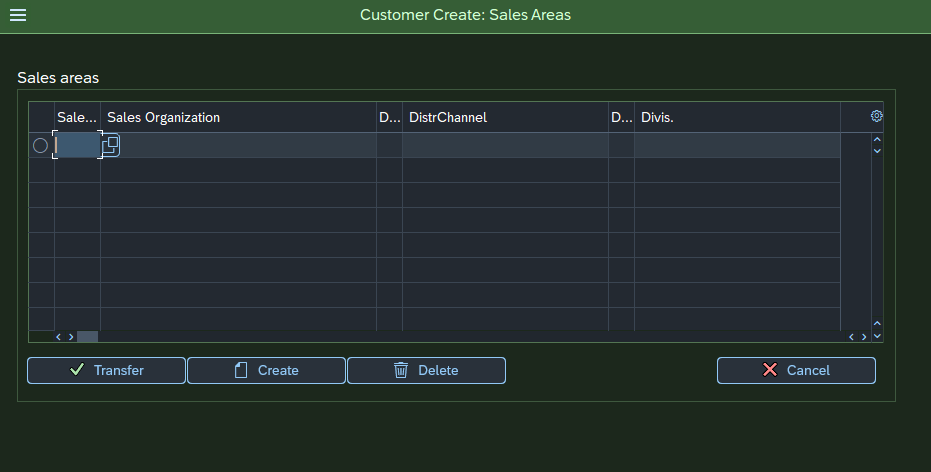 Customer Create: Sales Areas
Sales areas
Sale... Sales Organization D... DistrChannel D... Divis.
Transfer Create Delete Cancel